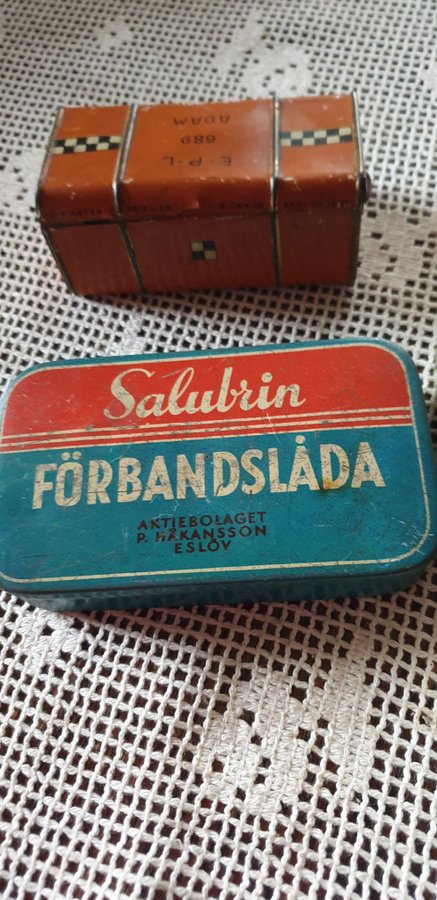 E·P·L
689
ADAM
Salubrin
FÖRBANDSLÅDA
AKTIEBOLAGET
P. HÅKANSSON
ESLÖV